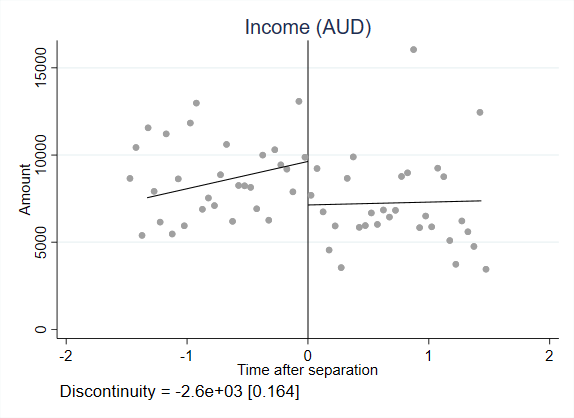 Income (AUD)
15000
10000
5000
0
Amount
-2 -1 0 1 2
Time after separation
Discontinuity = -2.6e+03 [0.164]